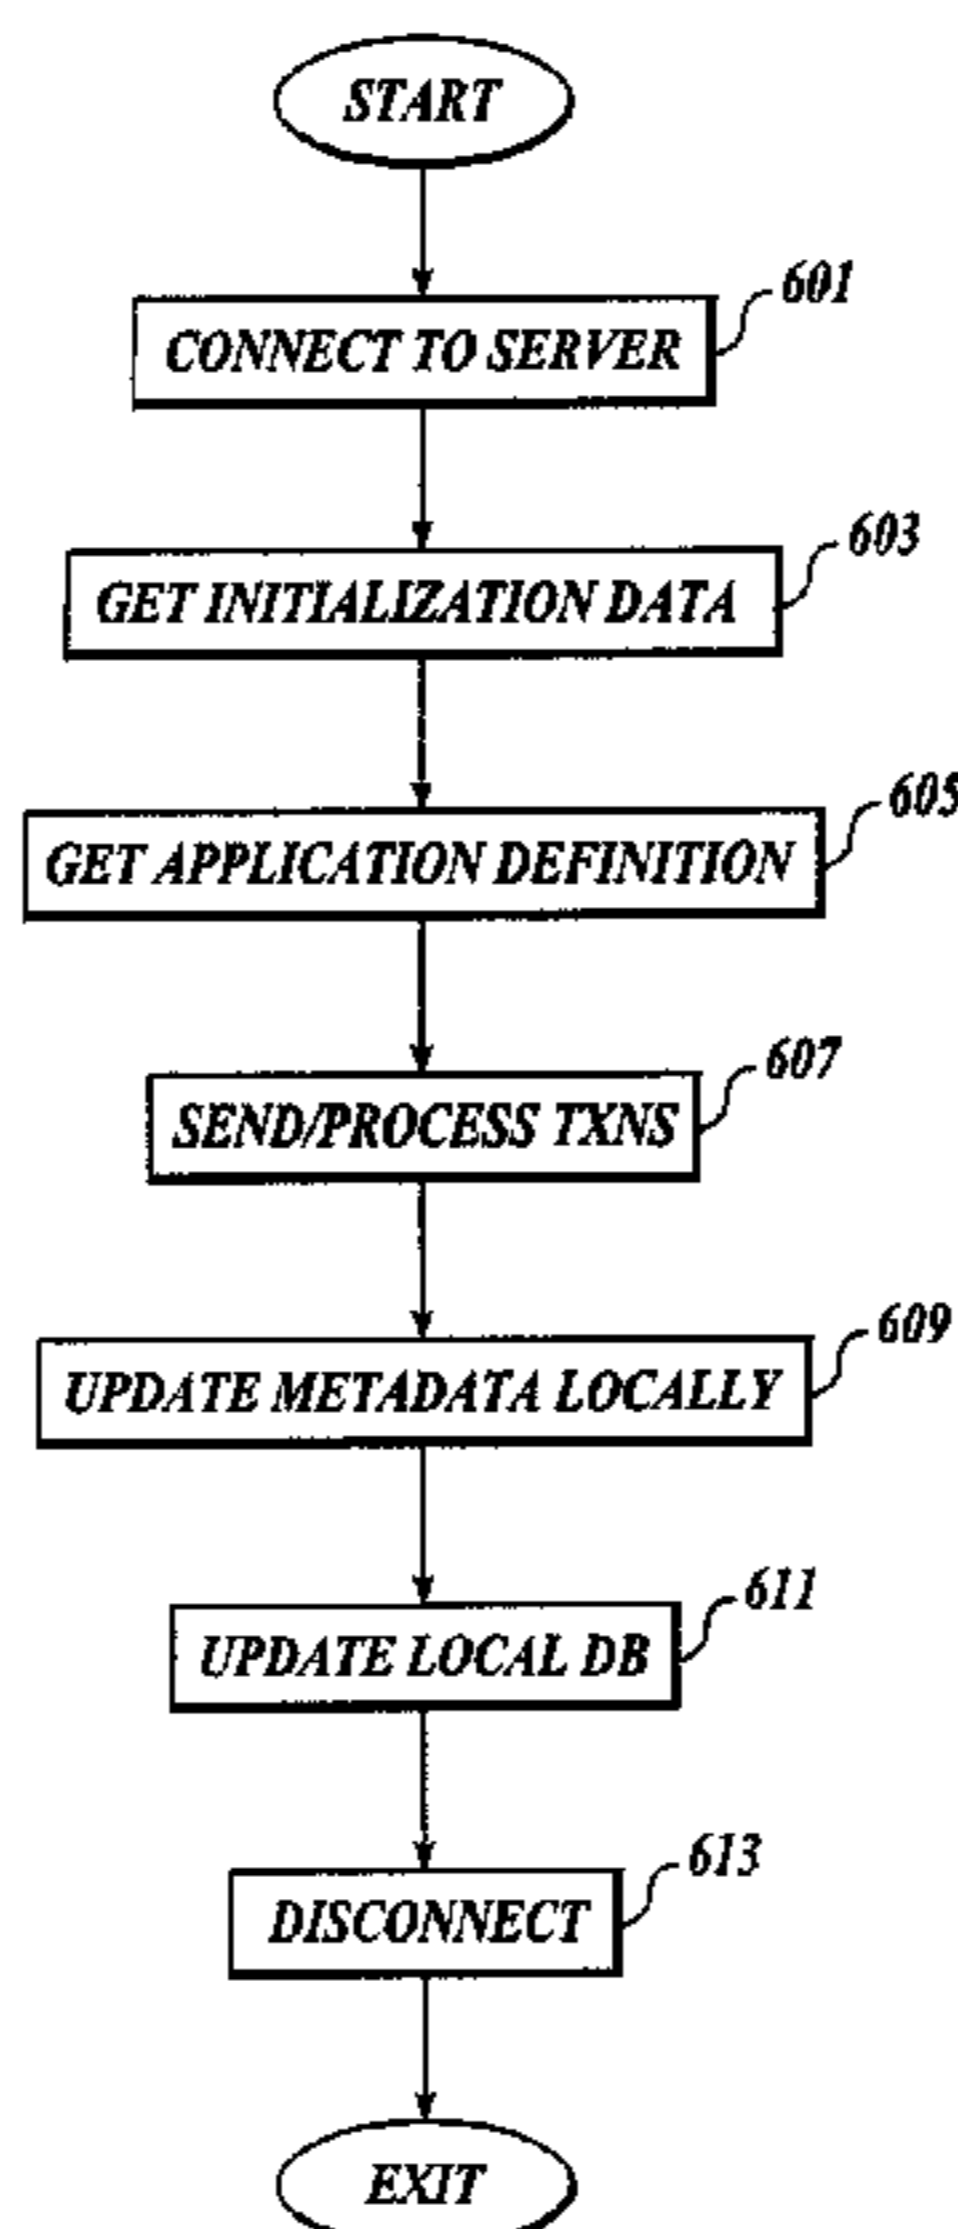 START
601
CONNECT TO SERVER
603
GET INITIALIZATION DATA
605
GET APPLICATION DEFINITION
607
SEND/PROCESS TXNS
609
UPDATE METADATA LOCALLY
611
UPDATE LOCAL DB
613
DISCONNECT
EXIT